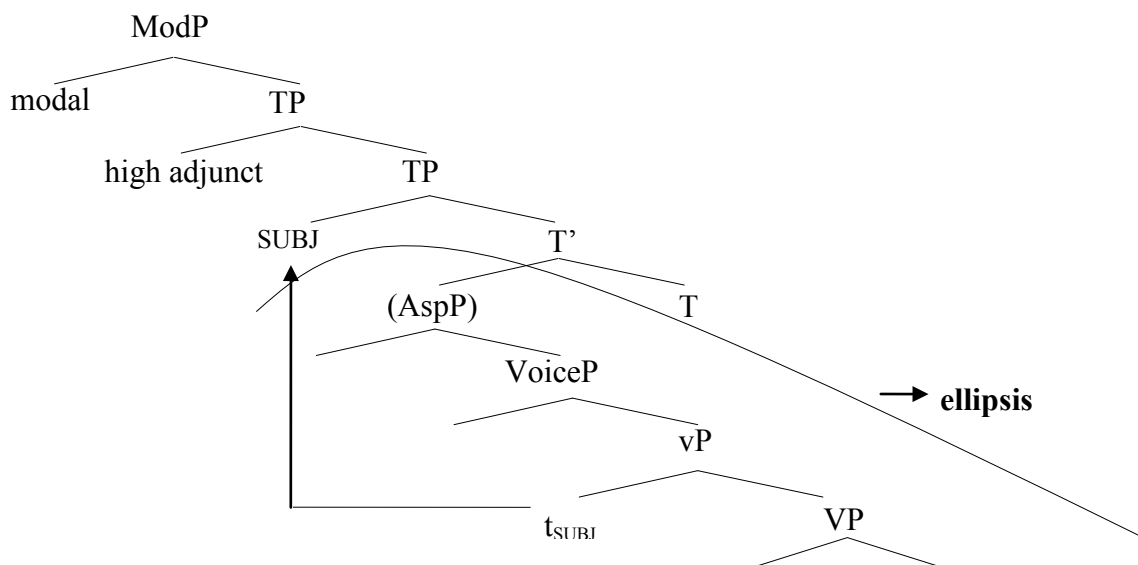 ModP
modal TP
high adjunct TP
SUBJ T’
(AspP) T
VoiceP
ellipsis
vP
tSUBJ VP